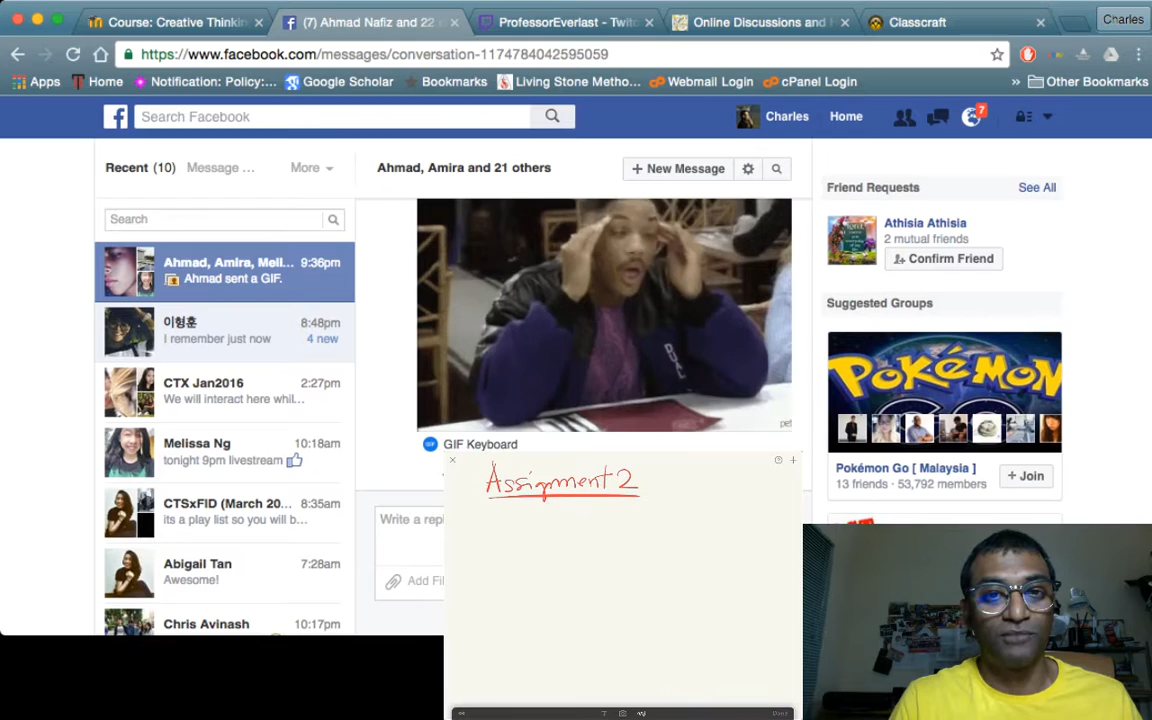 Course: Creative Thinkin
(7) Ahmad Nafiz and 22
ProfessorEverlast - Twitc
Online Discussions and
Classcraft
Charles
https://www.facebook.com/messages/conversation-1174784042595059
Apps
Home
Notification: Policy:...
Google Scholar
Bookmarks
Living Stone Metho...
Webmail Login
cPanel Login
»
Other Bookmarks
Search Facebook
Charles
Home
7
Recent (10)
Message ...
More
Ahmad, Amira and 21 others
+ New Message
Search
Ahmad, Amira, Meli... 9:36pm
Ahmad sent a GIF.
이형훈 8:48pm
I remember just now 4 new
CTX Jan2016 2:27pm
We will interact here whil...
Melissa Ng 10:18am
tonight 9pm livestream
CTSxFID (March 20... 8:35am
its a play list so you will b...
Abigail Tan 7:28am
Awesome!
Chris Avinash 10:17pm
GIF GIF Keyboard
Write a repl
Add Fil
Assignment 2
Friend Requests See All
Athisia Athisia
2 mutual friends
Confirm Friend
Suggested Groups
POKÉMON
GO
Pokémon Go [ Malaysia ]
13 friends · 53,792 members
+ Join